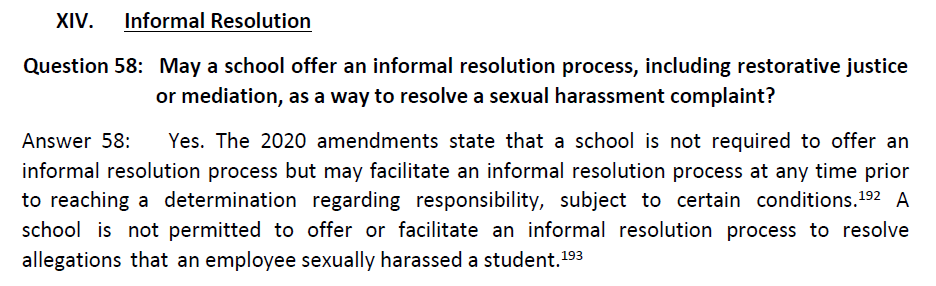 XIV. Informal Resolution
Question 58: May a school offer an informal resolution process, including restorative justice
or mediation, as a way to resolve a sexual harassment complaint?
Answer 58: Yes. The 2020 amendments state that a school is not required to offer an
informal resolution process but may facilitate an informal resolution process at any time prior
to reaching a determination regarding responsibility, subject to certain conditions.192 A
school is not permitted to offer or facilitate an informal resolution process to resolve
allegations that an employee sexually harassed a student.193